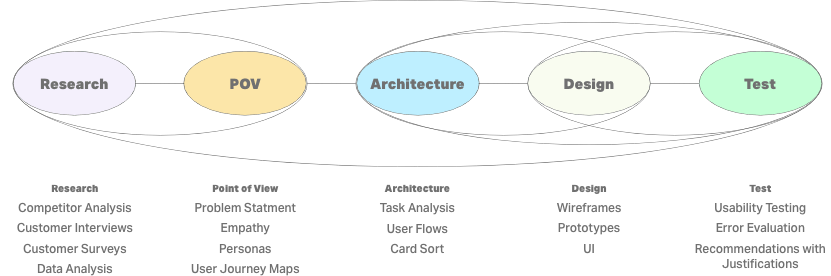 Research
POV
Architecture
Design
Test
Research
Competitor Analysis
Customer Interviews
Customer Surveys
Data Analysis
Point of View
Problem Statment
Empathy
Personas
User Journey Maps
Architecture
Task Analysis
User Flows
Card Sort
Design
Wireframes
Prototypes
UI
Test
Usability Testing
Error Evaluation
Recommendations with
Justifications